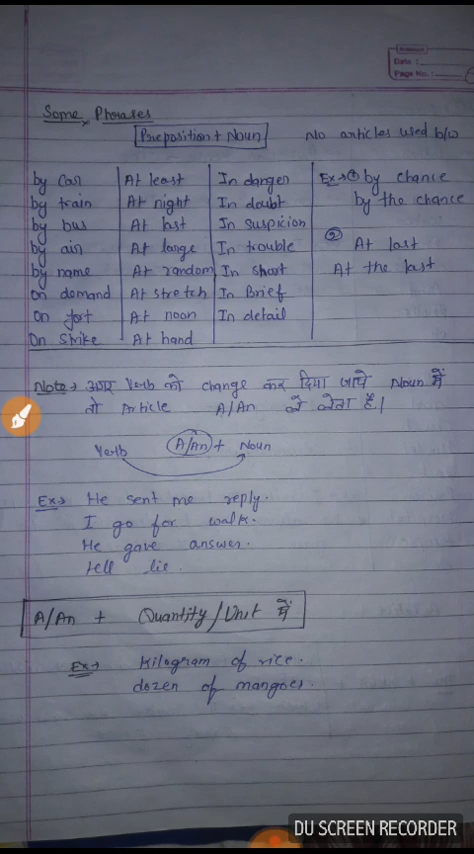 Data :
Page No. :
Some Phrases
Preposition + Noun
No articles used b/w
by car
by train
by bus
by air
by name
On demand
On foot
On strike
At least
At night
At last
At large
At random
At stretch
At noon
At hand
In danger
In doubt
In suspicion
In trouble
In short
In Brief
In detail
Ex → ① by chance
by the chance
② At last
At the last
Note → अगर Verb को change कर दिया जाये Noun में
तो Article A/An ले लेता है।
Verb A/An + Noun
Ex → He sent me reply.
I go for walk.
He gave answer.
tell lie.
A/An + Quantity/Unit में
Ex → Kilogram of rice.
dozen of mangoes.
DU SCREEN RECORDER